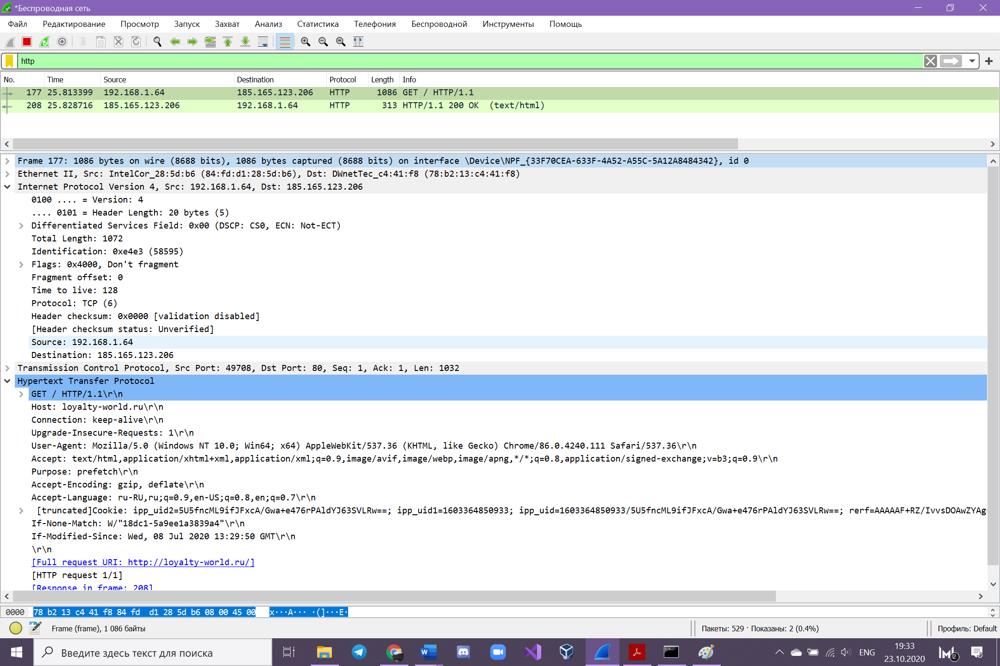 *Беспроводная сеть
Файл Редактирование Просмотр Запуск Захват Анализ Статистика Телефония Беспроводной Инструменты Помощь
http
No. Time Source Destination Protocol Length Info
177 25.813399 192.168.1.64 185.165.123.206 HTTP 1086 GET / HTTP/1.1
208 25.828716 185.165.123.206 192.168.1.64 HTTP 313 HTTP/1.1 200 OK (text/html)
Frame 177: 1086 bytes on wire (8688 bits), 1086 bytes captured (8688 bits) on interface \Device\NPF_{33F70CEA-633F-4A52-A55C-5A12A8484342}, id 0
Ethernet II, Src: IntelCor_28:5d:b6 (84:fd:d1:28:5d:b6), Dst: DWnetTec_c4:41:f8 (78:b2:13:c4:41:f8)
Internet Protocol Version 4, Src: 192.168.1.64, Dst: 185.165.123.206
0100 .... = Version: 4
.... 0101 = Header Length: 20 bytes (5)
Differentiated Services Field: 0x00 (DSCP: CS0, ECN: Not-ECT)
Total Length: 1072
Identification: 0xe4e3 (58595)
Flags: 0x4000, Don't fragment
Fragment offset: 0
Time to live: 128
Protocol: TCP (6)
Header checksum: 0x0000 [validation disabled]
[Header checksum status: Unverified]
Source: 192.168.1.64
Destination: 185.165.123.206
Transmission Control Protocol, Src Port: 49708, Dst Port: 80, Seq: 1, Ack: 1, Len: 1032
Hypertext Transfer Protocol
GET / HTTP/1.1\r\n
Host: loyalty-world.ru\r\n
Connection: keep-alive\r\n
Upgrade-Insecure-Requests: 1\r\n
User-Agent: Mozilla/5.0 (Windows NT 10.0; Win64; x64) AppleWebKit/537.36 (KHTML, like Gecko) Chrome/86.0.4240.111 Safari/537.36\r\n
Accept: text/html,application/xhtml+xml,application/xml;q=0.9,image/avif,image/webp,image/apng,*/*;q=0.8,application/signed-exchange;v=b3;q=0.9\r\n
Purpose: prefetch\r\n
Accept-Encoding: gzip, deflate\r\n
Accept-Language: ru-RU,ru;q=0.9,en-US;q=0.8,en;q=0.7\r\n
[truncated]Cookie: ipp_uid2=5U5fncML9ifJFxcA/Gwa+e476rPAldYJ63SVLRw==; ipp_uid1=1603364850933; ipp_uid=1603364850933/5U5fncML9ifJFxcA/Gwa+e476rPAldYJ63SVLRw==; rerf=AAAAAF+RZ/IvvsDOAwZYAg=
If-None-Match: W/"18dc1-5a9ee1a3839a4"\r\n
If-Modified-Since: Wed, 08 Jul 2020 13:29:50 GMT\r\n
\r\n
[Full request URI: http://loyalty-world.ru/]
[HTTP request 1/1]
[Response in frame: 208]
0000 78 b2 13 c4 41 f8 84 fd d1 28 5d b6 08 00 45 00 x···A··· ·(]···E·
Frame (frame), 1 086 байты Пакеты: 529 · Показаны: 2 (0.4%) Профиль: Default
Введите здесь текст для поиска
ENG
19:33
23.10.2020
2